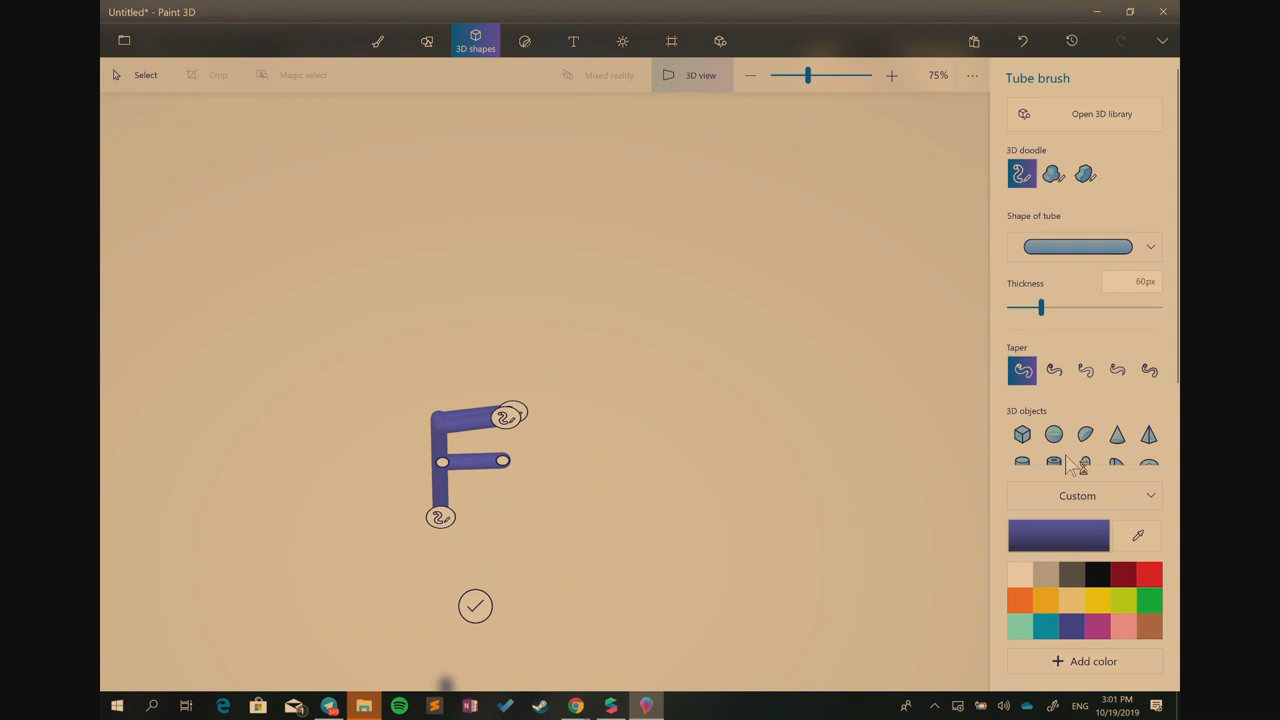 Untitled* - Paint 3D
3D shapes
Select
Crop
Magic select
Mixed reality
3D view
75%
Tube brush
Open 3D library
3D doodle
Shape of tube
Thickness
60px
Taper
3D objects
F
Custom
Add color
3:01 PM
ENG
10/19/2019